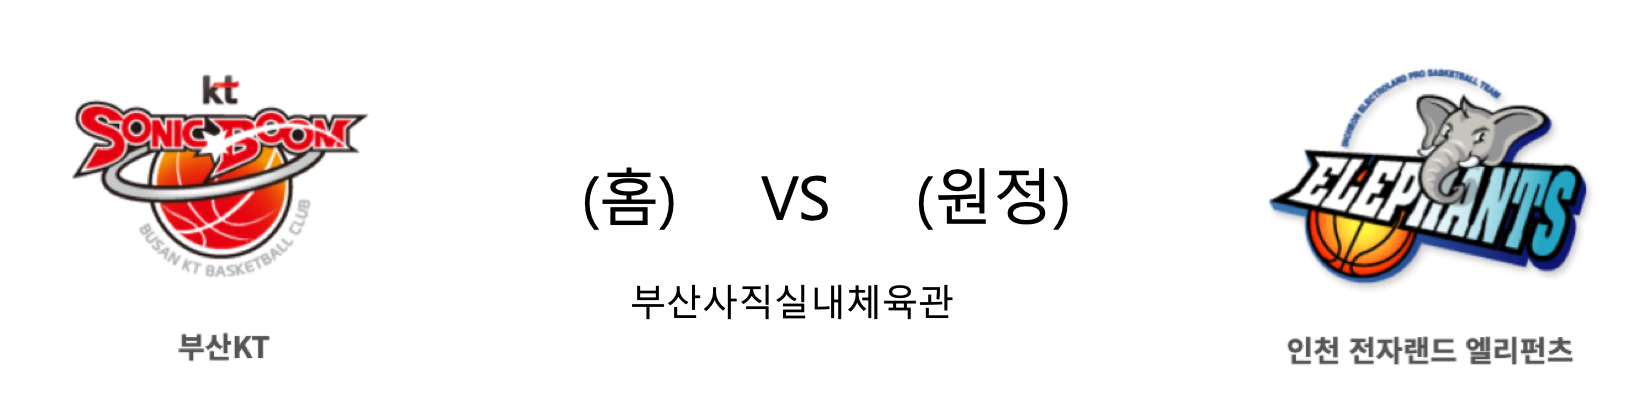 kt
SONIC BOOM
BUSAN KT BASKETBALL CLUB
부산KT
(홈) VS (원정)
부산사직실내체육관
INCHEON ELECTROLAND PRO BASKETBALL TEAM
ELEPHANTS
인천 전자랜드 엘리펀츠